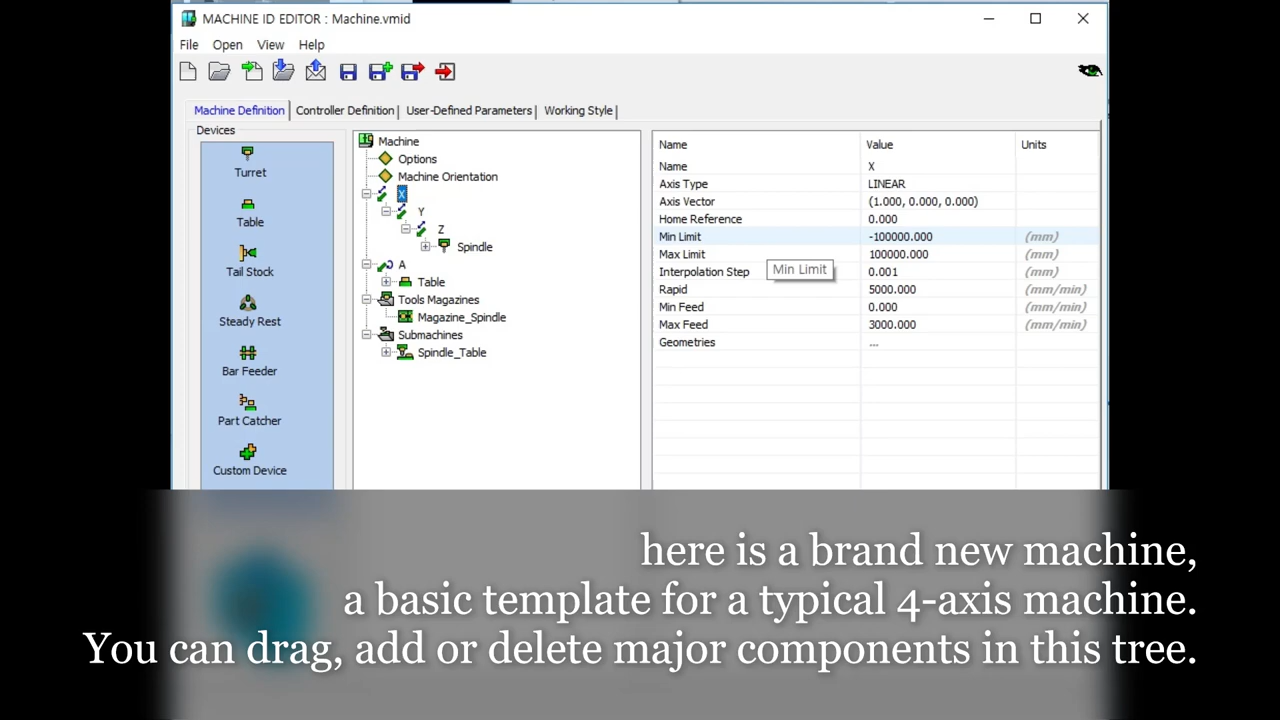 MACHINE ID EDITOR : Machine.vmid
File Open View Help
Machine Definition Controller Definition User-Defined Parameters Working Style
Devices
Turret
Table
Tail Stock
Steady Rest
Bar Feeder
Part Catcher
Custom Device
Machine
Options
Machine Orientation
X
Y
Z
Spindle
A
Table
Tools Magazines
Magazine_Spindle
Submachines
Spindle_Table
Name Value Units
Name X
Axis Type LINEAR
Axis Vector (1.000, 0.000, 0.000)
Home Reference 0.000
Min Limit -100000.000 (mm)
Max Limit 100000.000 (mm)
Interpolation Step 0.001 (mm)
Min Limit
Rapid 5000.000 (mm/min)
Min Feed 0.000 (mm/min)
Max Feed 3000.000 (mm/min)
Geometries ...
here is a brand new machine,
a basic template for a typical 4-axis machine.
You can drag, add or delete major components in this tree.